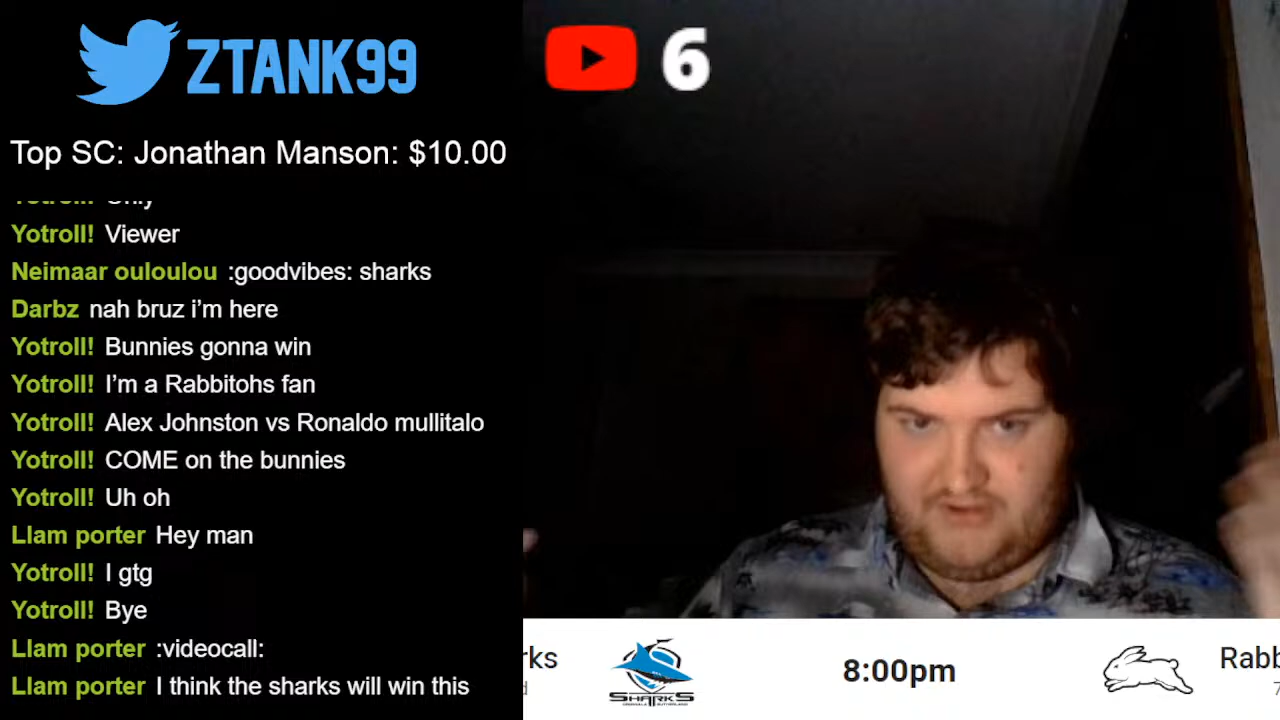 ZTANK99
6
Top SC: Jonathan Manson: $10.00
Yotroll! Only
Yotroll! Viewer
Neimaar ouloulou :goodvibes: sharks
Darbz nah bruz i’m here
Yotroll! Bunnies gonna win
Yotroll! I’m a Rabbitohs fan
Yotroll! Alex Johnston vs Ronaldo mullitalo
Yotroll! COME on the bunnies
Yotroll! Uh oh
Llam porter Hey man
Yotroll! I gtg
Yotroll! Bye
Llam porter :videocall:
Llam porter I think the sharks will win this
rks
SHARKS
8:00pm
Rabb